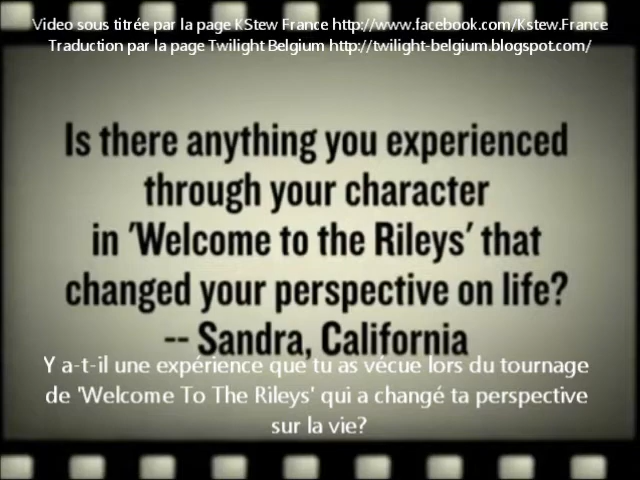 Video sous titrée par la page KStew France http://www.facebook.com/Kstew.France
Traduction par la page Twilight Belgium http://twilight-belgium.blogspot.com/
Is there anything you experienced
through your character
in 'Welcome to the Rileys' that
changed your perspective on life?
-- Sandra, California
Y a-t-il une expérience que tu as vécue lors du tournage
de 'Welcome To The Rileys' qui a changé ta perspective
sur la vie?